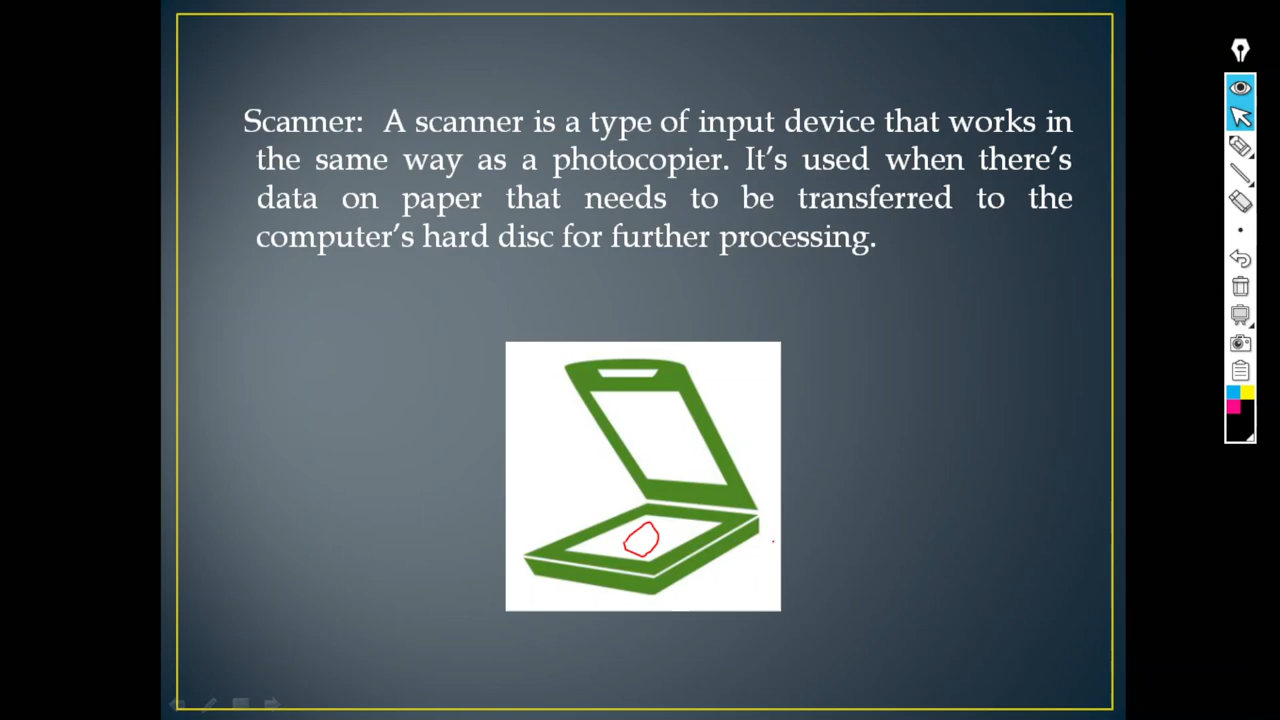 Scanner: A scanner is a type of input device that works in
the same way as a photocopier. It’s used when there’s
data on paper that needs to be transferred to the
computer’s hard disc for further processing.